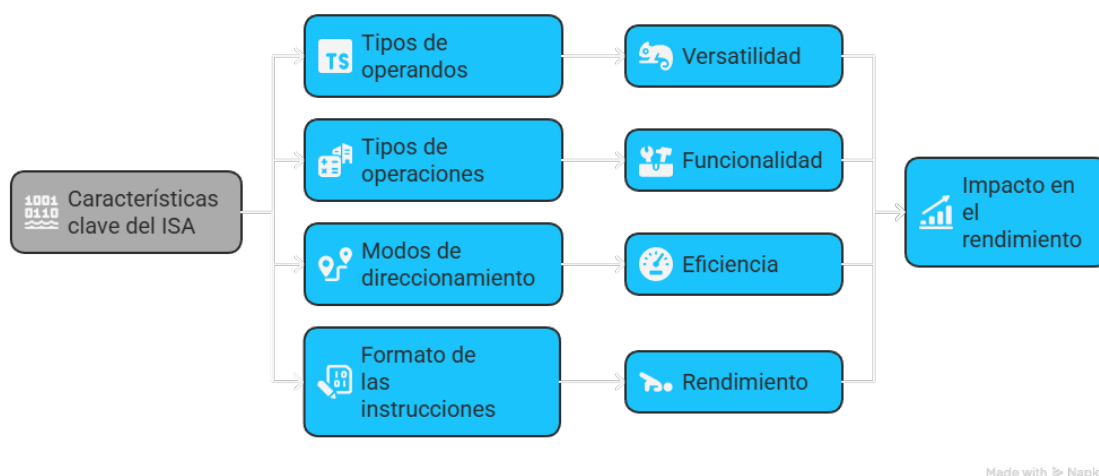 Características
clave del ISA
1001
0110
Tipos de
operandos
TS
Versatilidad
Tipos de
operaciones
Funcionalidad
Modos de
direccionamiento
Eficiencia
Formato de
las
instrucciones
Rendimiento
Impacto en
el
rendimiento
Made with Napk